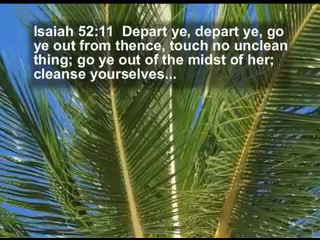 Isaiah 52:11  Depart ye, depart ye, go
ye out from thence, touch no unclean
thing; go ye out of the midst of her;
cleanse yourselves...